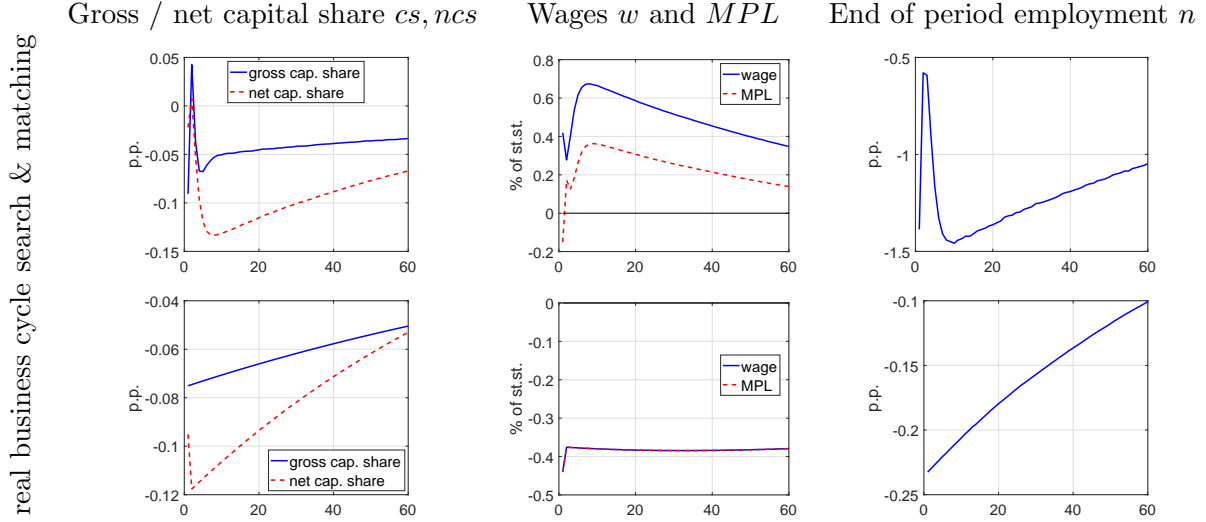 Gross / net capital share cs, ncs
Wages w and MPL
End of period employment n
real business cycle search & matching
p.p.
0.05
0
-0.05
-0.1
-0.15
gross cap. share
net cap. share
0 20 40 60
% of st.st.
0.8
0.6
0.4
0.2
0
-0.2
wage
MPL
0 20 40 60
p.p.
-0.5
-1
-1.5
0 20 40 60
p.p.
-0.04
-0.06
-0.08
-0.1
-0.12
gross cap. share
net cap. share
0 20 40 60
% of st.st.
0
-0.1
-0.2
-0.3
-0.4
-0.5
wage
MPL
0 20 40 60
p.p.
-0.1
-0.15
-0.2
-0.25
0 20 40 60